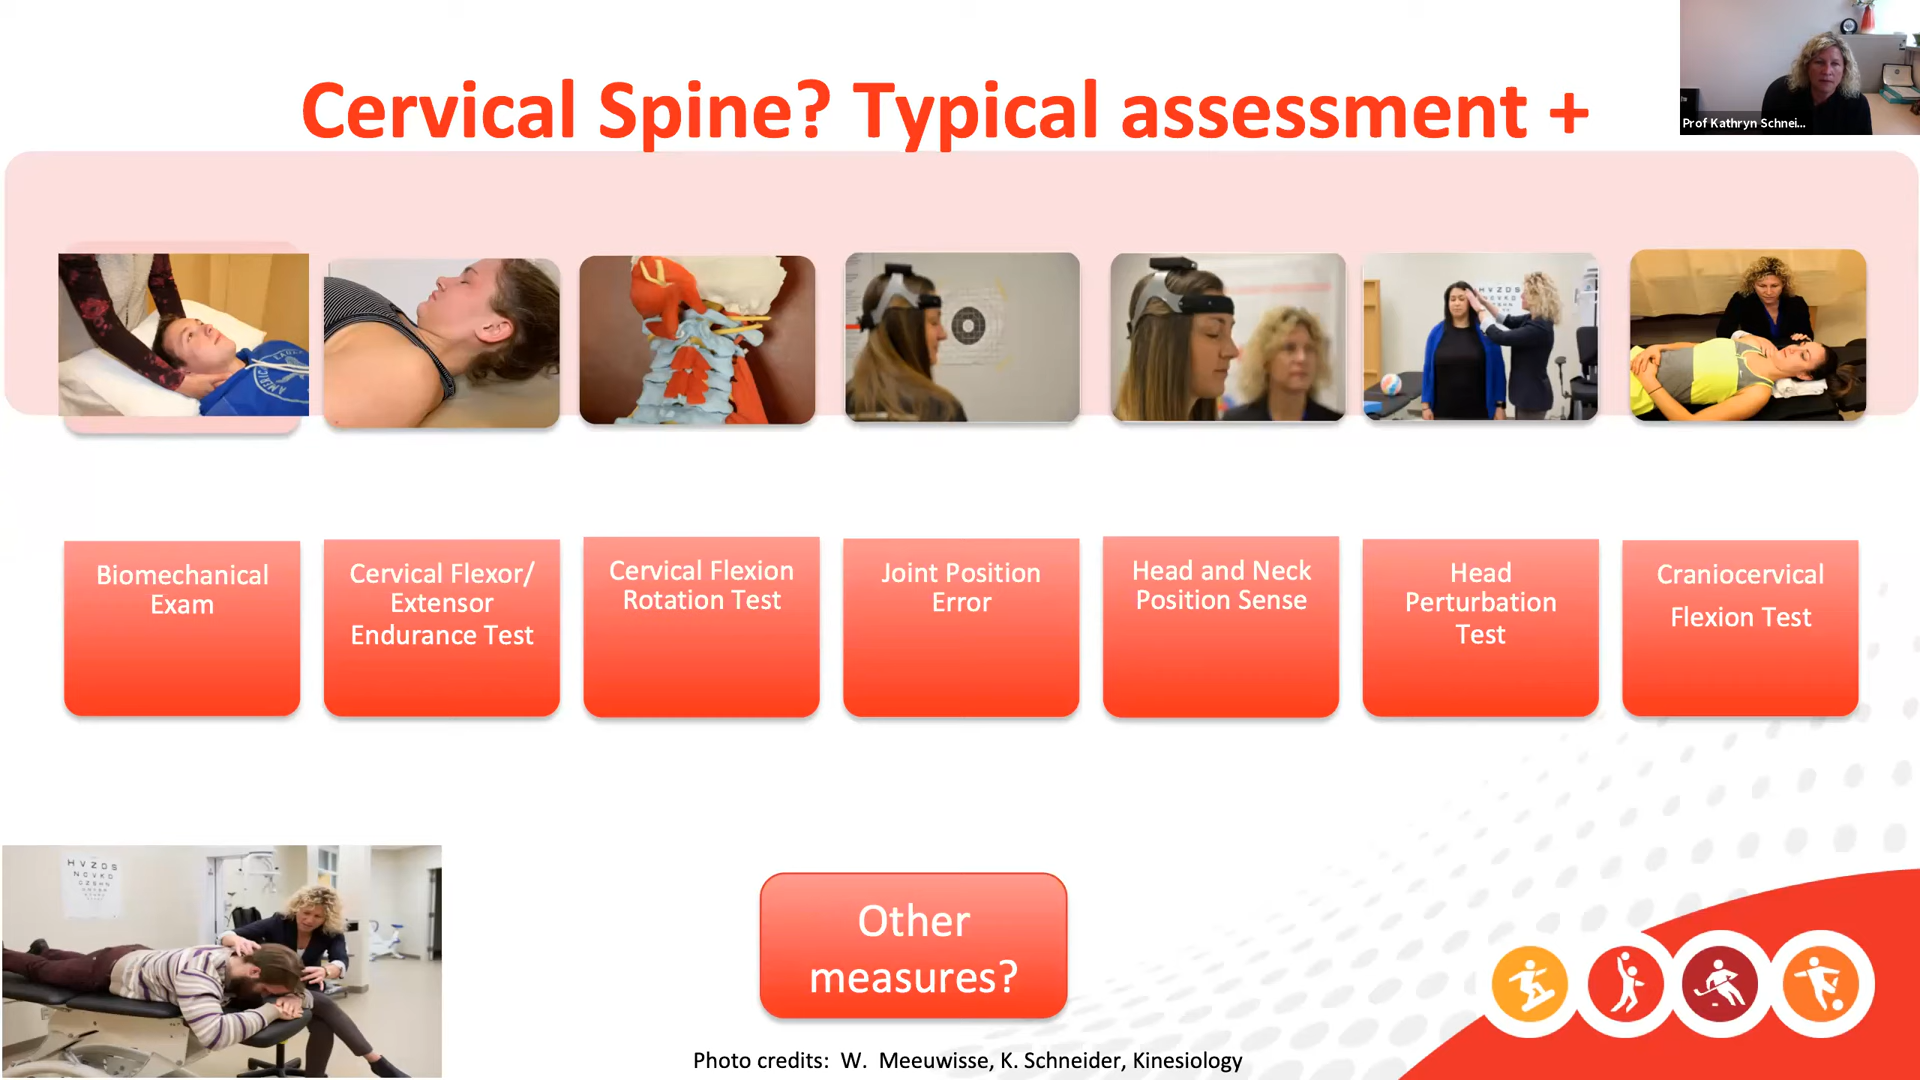 Cervical Spine? Typical assessment +
Prof Kathryn Schnei...
H V Z D S
N C V K D
Biomechanical
Exam
Cervical Flexor/
Extensor
Endurance Test
Cervical Flexion
Rotation Test
Joint Position
Error
Head and Neck
Position Sense
Head
Perturbation
Test
Craniocervical
Flexion Test
H V Z D S
N C V K D
C Z S H N
Other
measures?
Photo credits: W. Meeuwisse, K. Schneider, Kinesiology